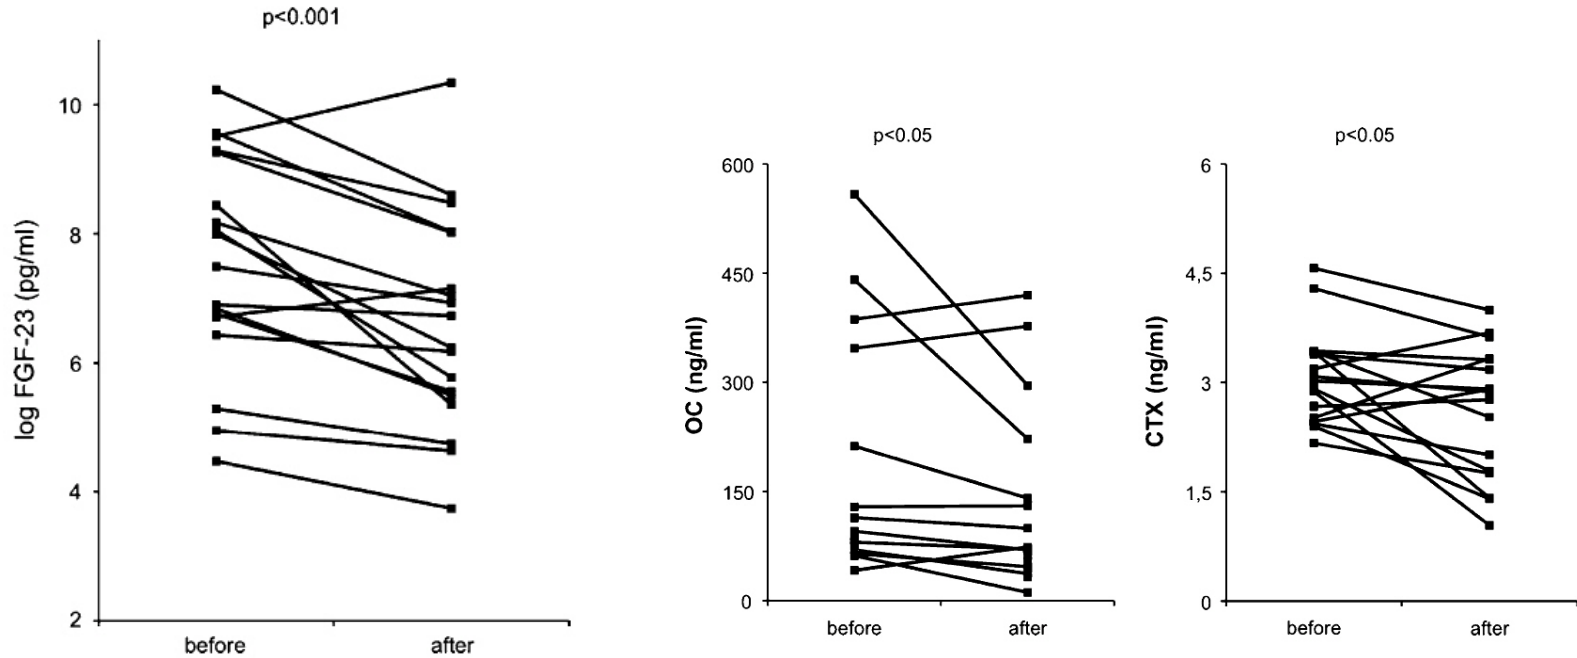 p<0.001
log FGF-23 (pg/ml)
10
8
6
4
2
before after
p<0.05
OC (ng/ml)
600
450
300
150
0
before after
p<0.05
CTX (ng/ml)
6
4,5
3
1,5
0
before after